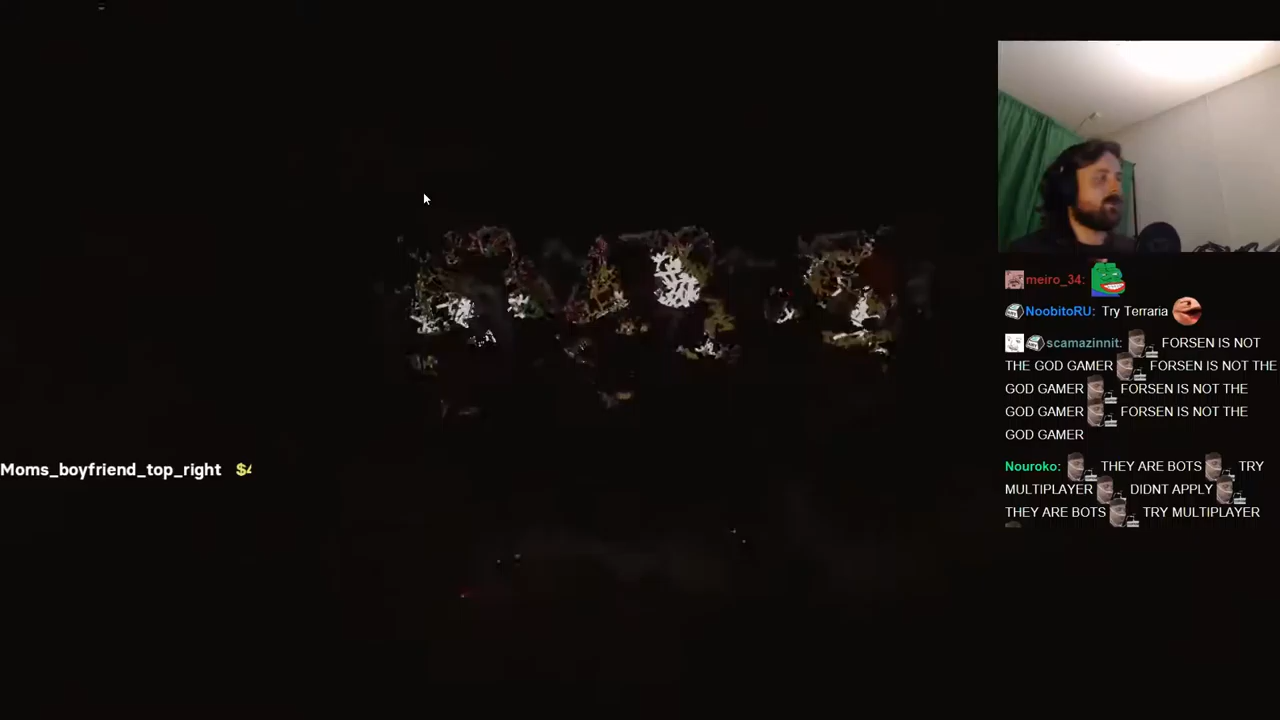 meiro_34:
NoobitoRU: Try Terraria
scamazinnit: FORSEN IS NOT
THE GOD GAMER FORSEN IS NOT THE
GOD GAMER FORSEN IS NOT THE
GOD GAMER FORSEN IS NOT THE
GOD GAMER
Moms_boyfriend_top_right $4
Nouroko: THEY ARE BOTS TRY
MULTIPLAYER DIDNT APPLY
THEY ARE BOTS TRY MULTIPLAYER